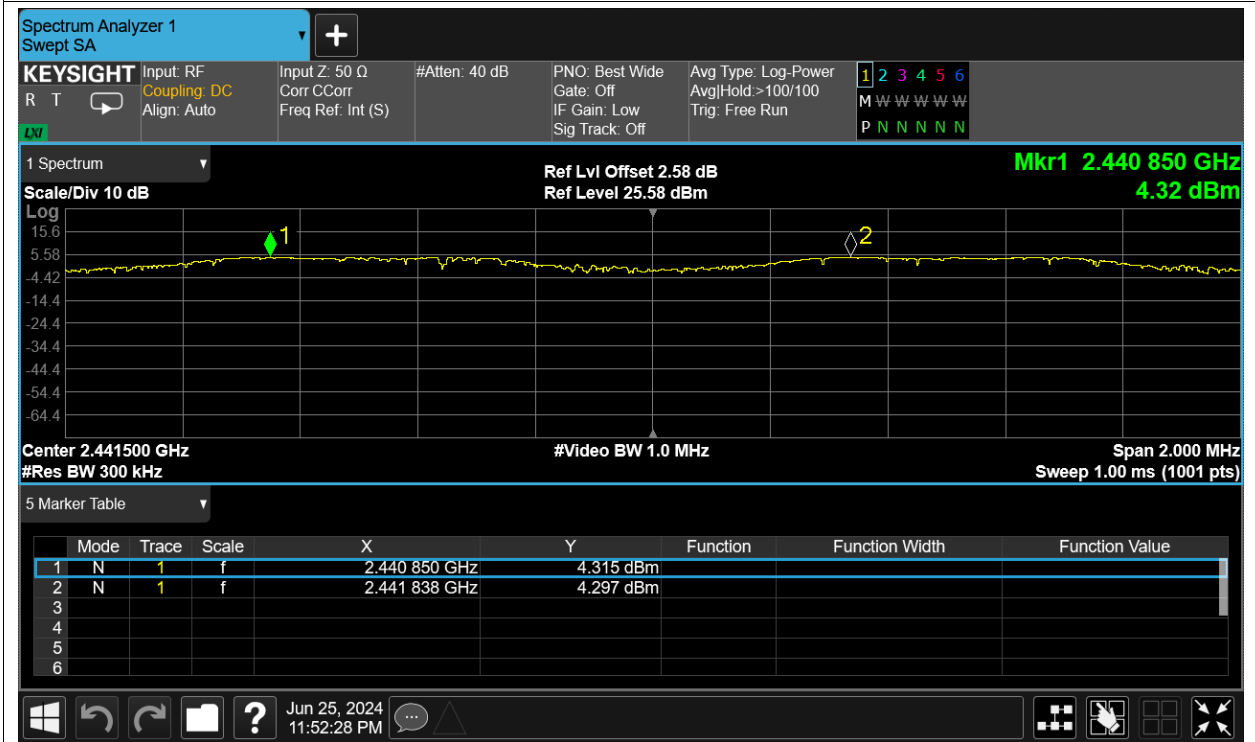 Spectrum Analyzer 1
Swept SA
+
KEYSIGHT Input: RF Input Z: 50 Ω #Atten: 40 dB PNO: Best Wide Avg Type: Log-Power 1 2 3 4 5 6
R T Coupling: DC Corr CCorr Gate: Off Avg|Hold:>100/100 M W W W W W
Align: Auto Freq Ref: Int (S) IF Gain: Low Trig: Free Run
LXI Sig Track: Off P N N N N N
1 Spectrum Ref Lvl Offset 2.58 dB Mkr1 2.440 850 GHz
Scale/Div 10 dB Ref Level 25.58 dBm 4.32 dBm
Log
15.6
1
2
5.58
-4.42
-14.4
-24.4
-34.4
-44.4
-54.4
-64.4
Center 2.441500 GHz #Video BW 1.0 MHz Span 2.000 MHz
#Res BW 300 kHz Sweep 1.00 ms (1001 pts)
5 Marker Table
Mode Trace Scale X Y Function Function Width Function Value
1 N 1 f 2.440 850 GHz 4.315 dBm
2 N 1 f 2.441 838 GHz 4.297 dBm
3
4
5
6
? Jun 25, 2024
11:52:28 PM